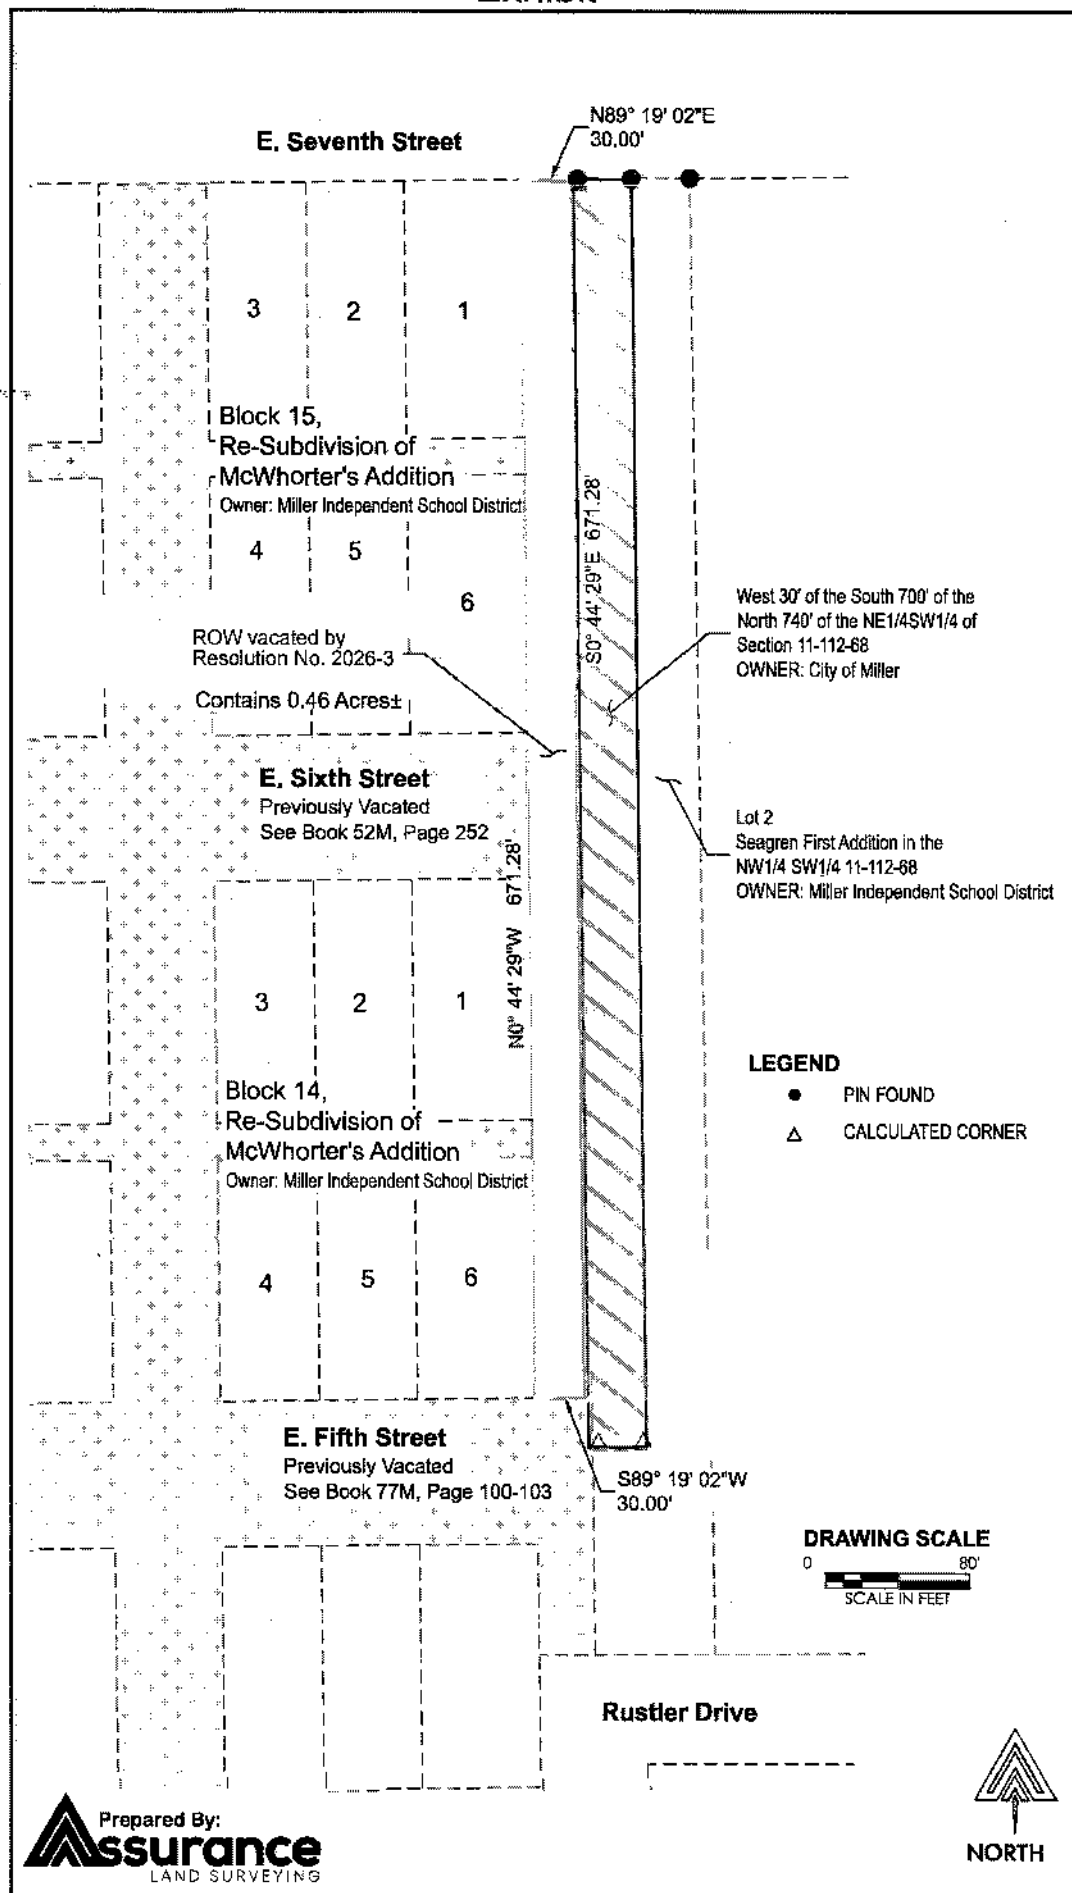 N89° 19' 02"E
30.00'
E. Seventh Street
3
2
1
Block 15,
Re-Subdivision of
McWhorter's Addition
Owner: Miller Independent School District
4
5
6
S0° 44' 29"E 671.28'
West 30' of the South 700' of the
North 740' of the NE1/4SW1/4 of
Section 11-112-68
OWNER: City of Miller
ROW vacated by
Resolution No. 2026-3
Contains 0.46 Acres±
E. Sixth Street
Previously Vacated
See Book 52M, Page 252
Lot 2
Seagren First Addition in the
NW1/4 SW1/4 11-112-68
OWNER: Miller Independent School District
N0° 44' 29"W 671.28'
3
2
1
LEGEND
PIN FOUND
CALCULATED CORNER
Block 14,
Re-Subdivision of
McWhorter's Addition
Owner: Miller Independent School District
4
5
6
E. Fifth Street
Previously Vacated
See Book 77M, Page 100-103
S89° 19' 02"W
30.00'
DRAWING SCALE
0 80'
SCALE IN FEET
Rustler Drive
Prepared By:
Assurance
LAND SURVEYING
NORTH